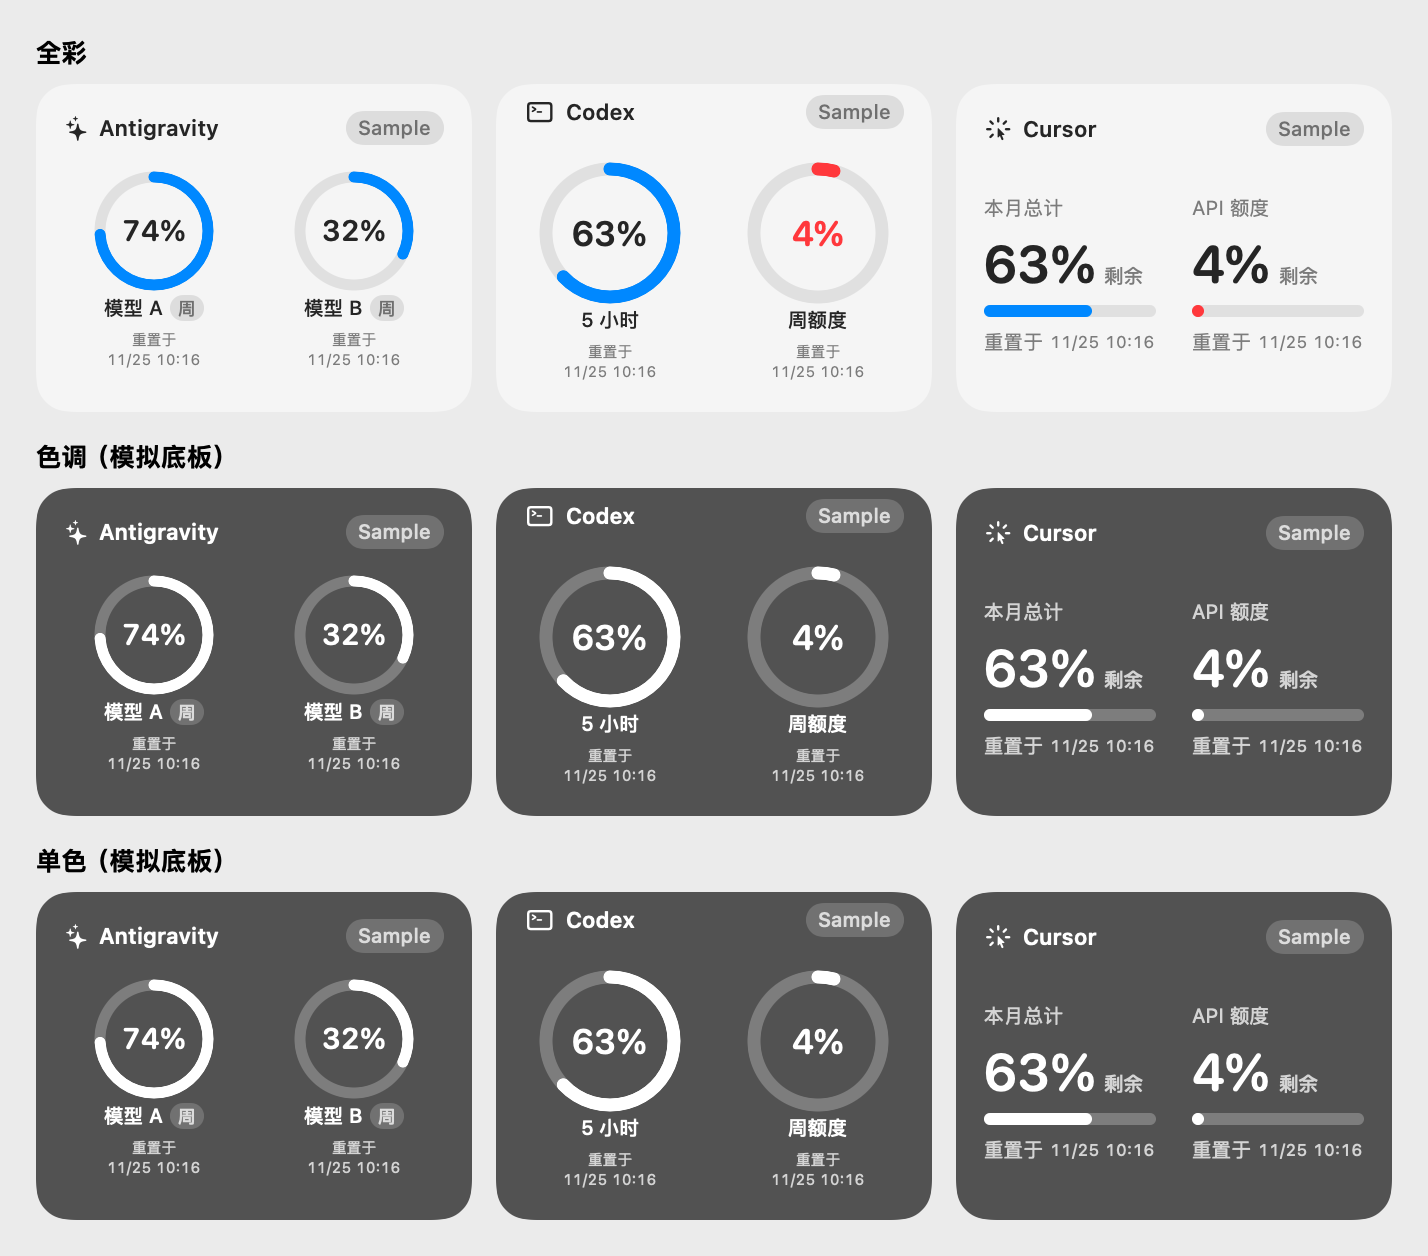 全彩
Antigravity Sample
74% 32%
模型 A 周 模型 B 周
重置于 重置于
11/25 10:16 11/25 10:16
Codex Sample
63% 4%
5 小时 周额度
重置于 重置于
11/25 10:16 11/25 10:16
Cursor Sample
本月总计 API 额度
63% 剩余 4% 剩余
重置于 11/25 10:16 重置于 11/25 10:16
色调（模拟底板）
Antigravity Sample
74% 32%
模型 A 周 模型 B 周
重置于 重置于
11/25 10:16 11/25 10:16
Codex Sample
63% 4%
5 小时 周额度
重置于 重置于
11/25 10:16 11/25 10:16
Cursor Sample
本月总计 API 额度
63% 剩余 4% 剩余
重置于 11/25 10:16 重置于 11/25 10:16
单色（模拟底板）
Antigravity Sample
74% 32%
模型 A 周 模型 B 周
重置于 重置于
11/25 10:16 11/25 10:16
Codex Sample
63% 4%
5 小时 周额度
重置于 重置于
11/25 10:16 11/25 10:16
Cursor Sample
本月总计 API 额度
63% 剩余 4% 剩余
重置于 11/25 10:16 重置于 11/25 10:16